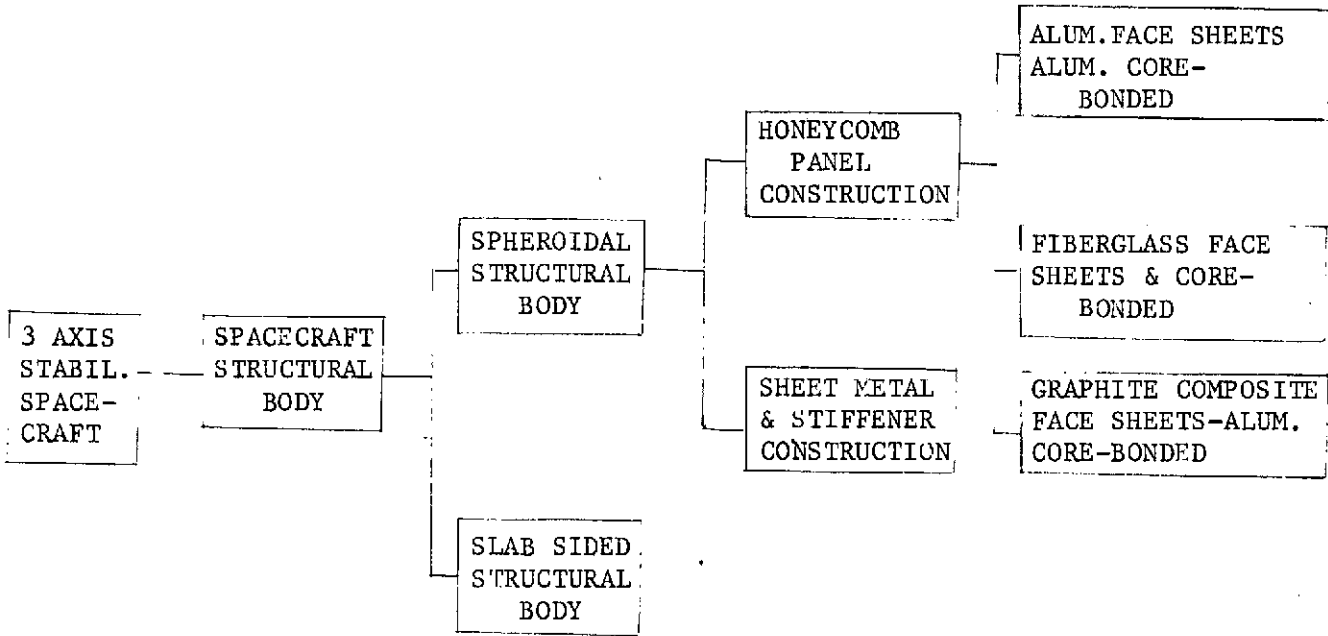 3 AXIS
STABIL.
SPACE-
CRAFT
SPACECRAFT
STRUCTURAL
BODY
SPHEROIDAL
STRUCTURAL
BODY
SLAB SIDED
STRUCTURAL
BODY
HONEYCOMB
PANEL
CONSTRUCTION
SHEET METAL
& STIFFENER
CONSTRUCTION
ALUM.FACE SHEETS
ALUM. CORE-
BONDED
FIBERGLASS FACE
SHEETS & CORE-
BONDED
GRAPHITE COMPOSITE
FACE SHEETS-ALUM.
CORE-BONDED